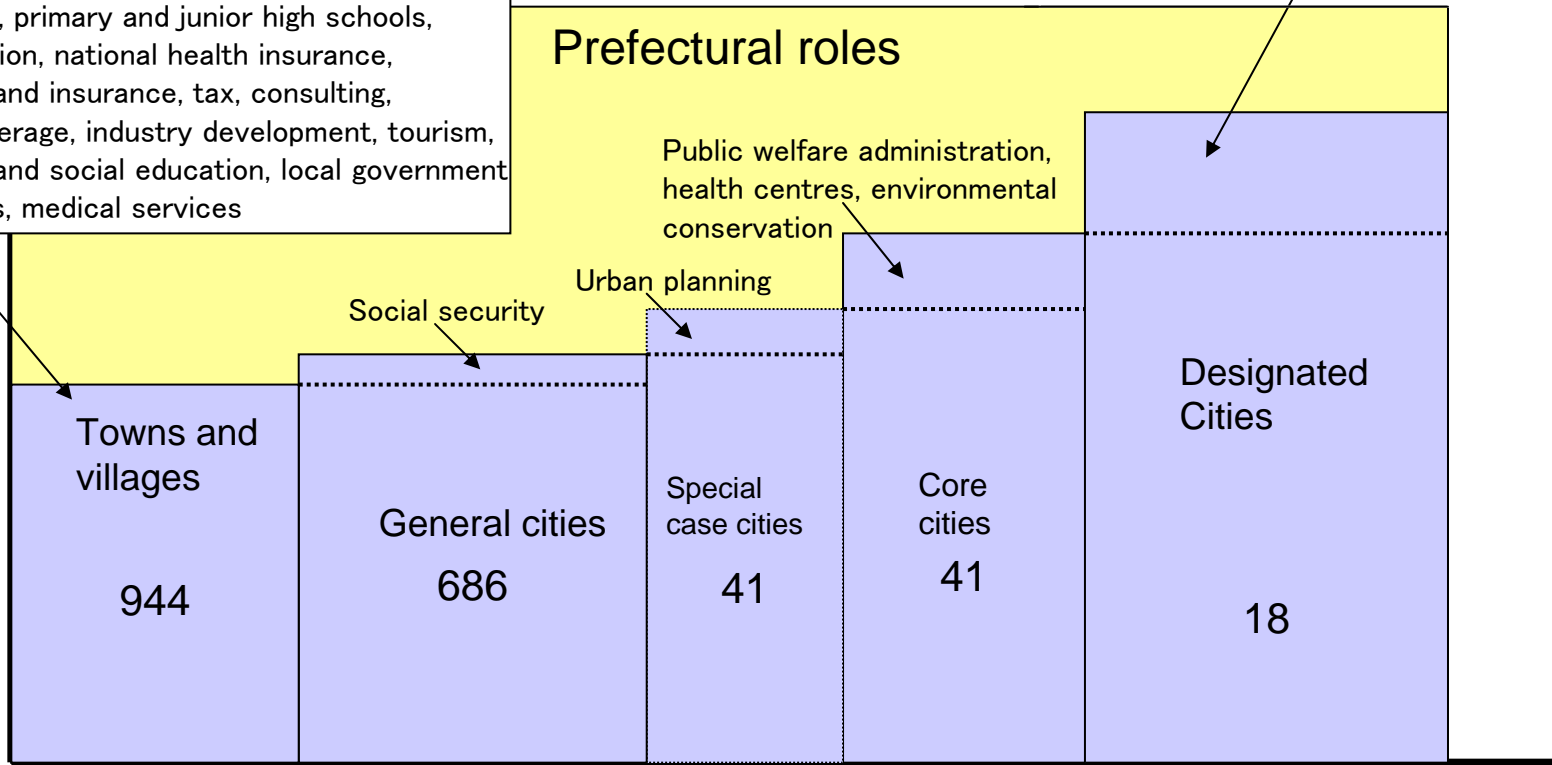 , primary and junior high schools,
ion, national health insurance,
and insurance, tax, consulting,
erage, industry development, tourism,
and social education, local government
s, medical services
Prefectural roles
Public welfare administration,
health centres, environmental
conservation
Urban planning
Social security
Towns and
villages
944
General cities
686
Special
case cities
41
Core
cities
41
Designated
Cities
18